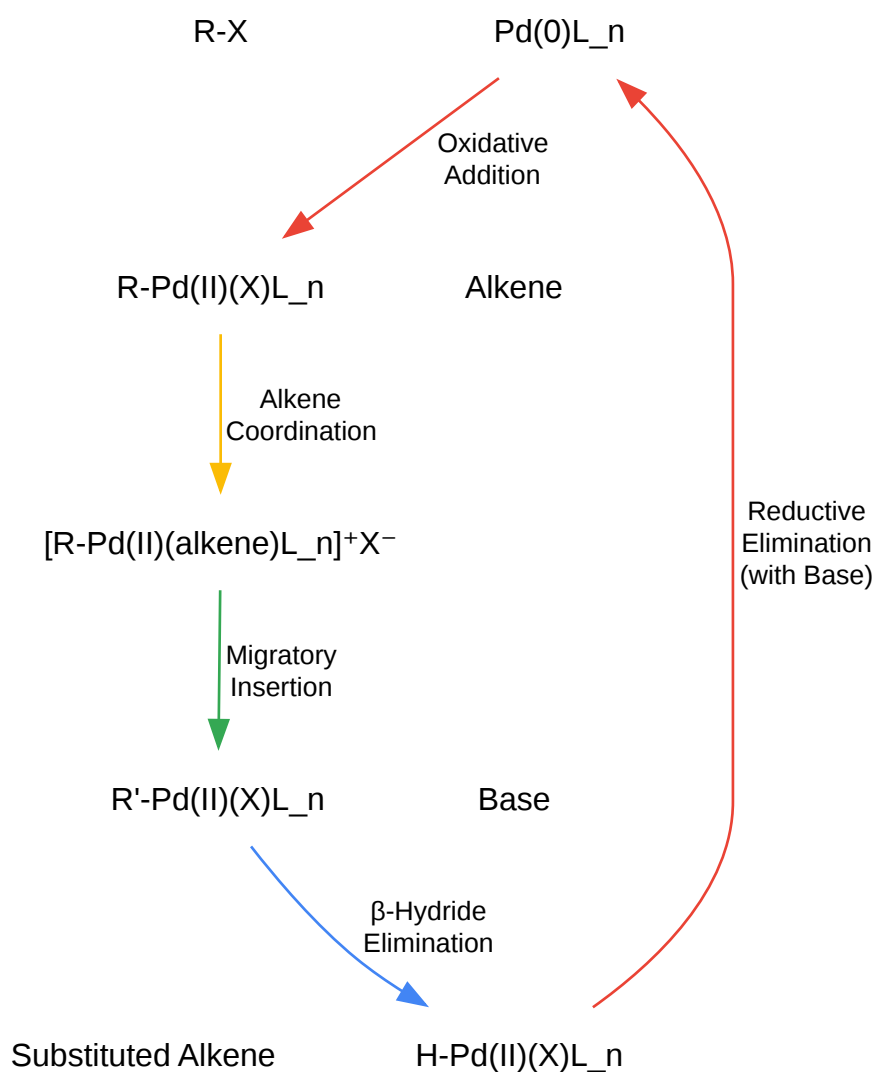 R-X
Pd(0)L_n
Oxidative
Addition
R-Pd(II)(X)L_n
Alkene
Alkene
Coordination
[R-Pd(II)(alkene)L_n]⁺X⁻
Reductive
Elimination
(with Base)
Migratory
Insertion
R'-Pd(II)(X)L_n
Base
β-Hydride
Elimination
Substituted Alkene
H-Pd(II)(X)L_n